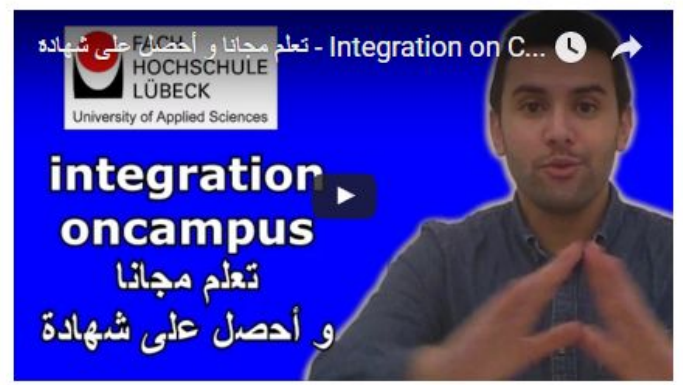 تعلم مجانا و أحصل على شهادة - Integration on C...
FACH
HOCHSCHULE
LÜBECK
University of Applied Sciences
integration
oncampus
تعلم مجانا
و أحصل على شهادة